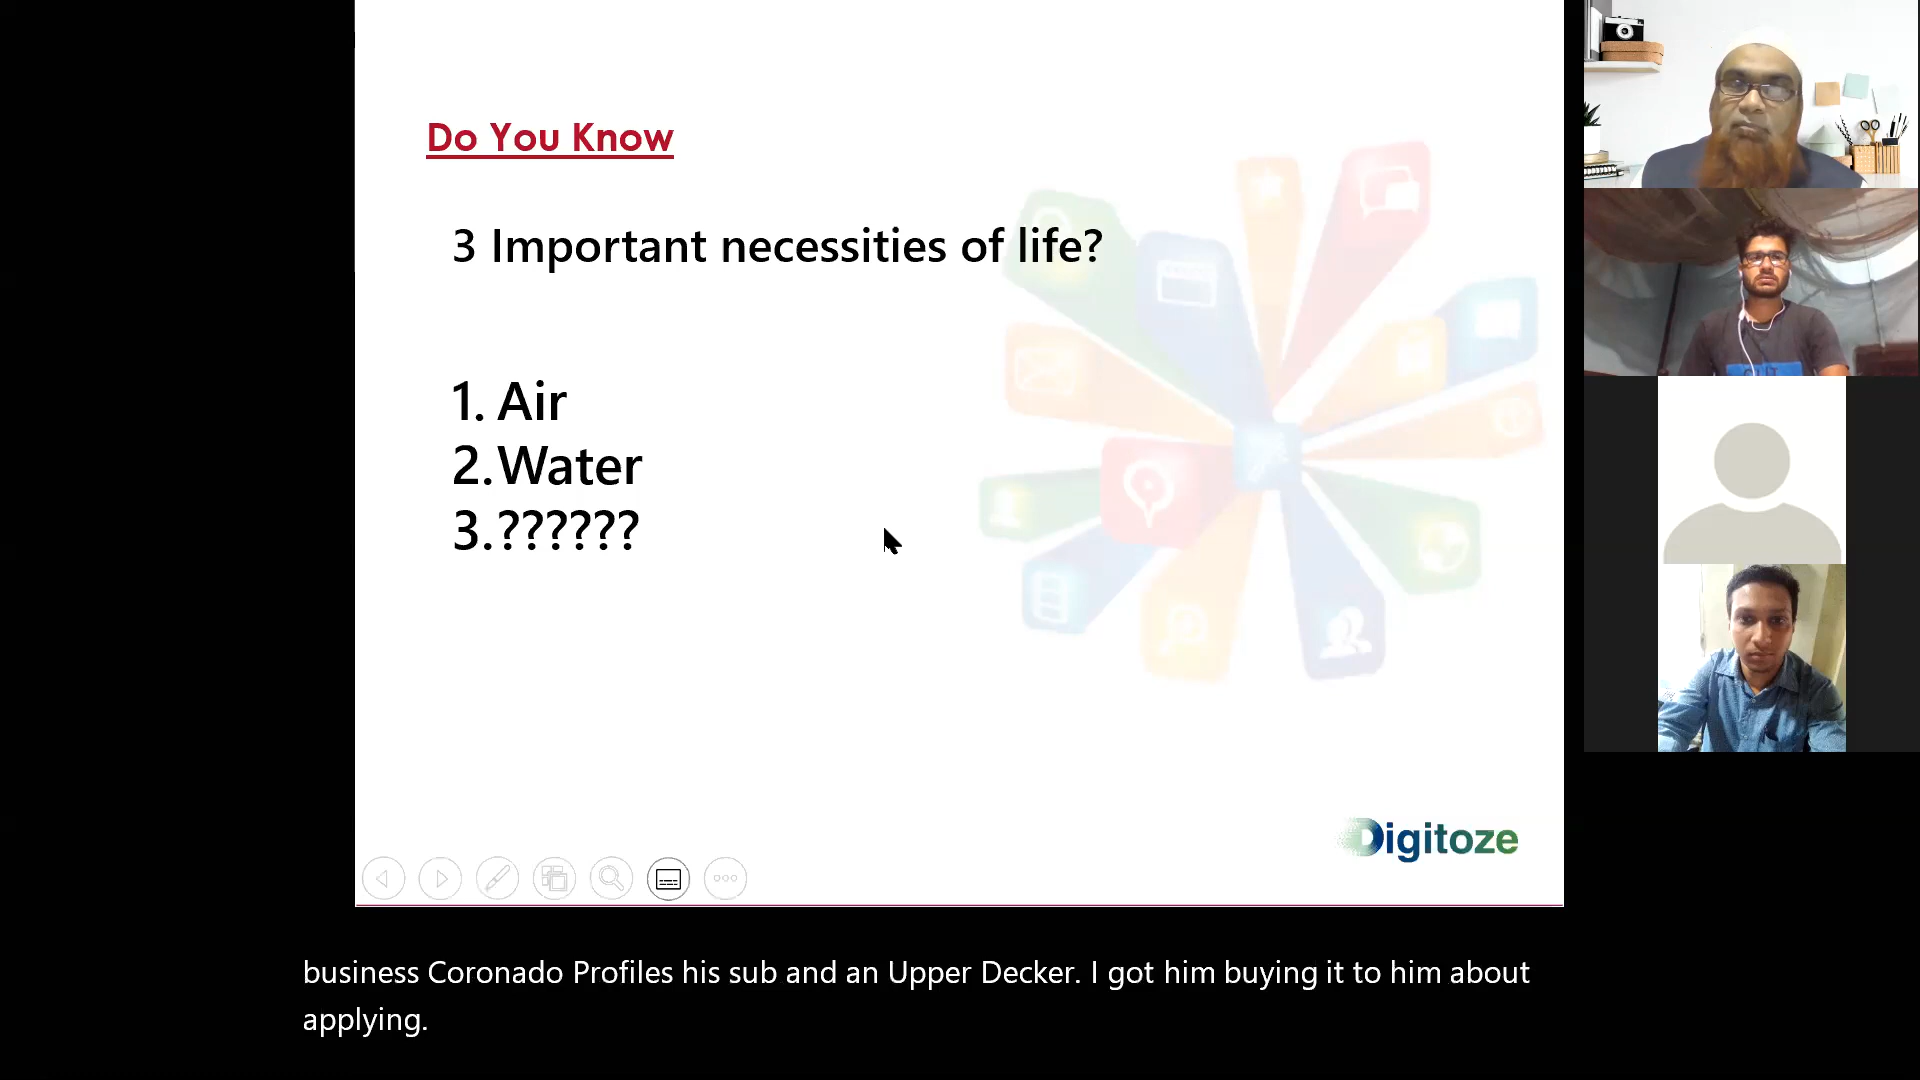 Do You Know
3 Important necessities of life?
1. Air
2. Water
3. ??????
Digitoze
business Coronado Profiles his sub and an Upper Decker. I got him buying it to him about
applying.